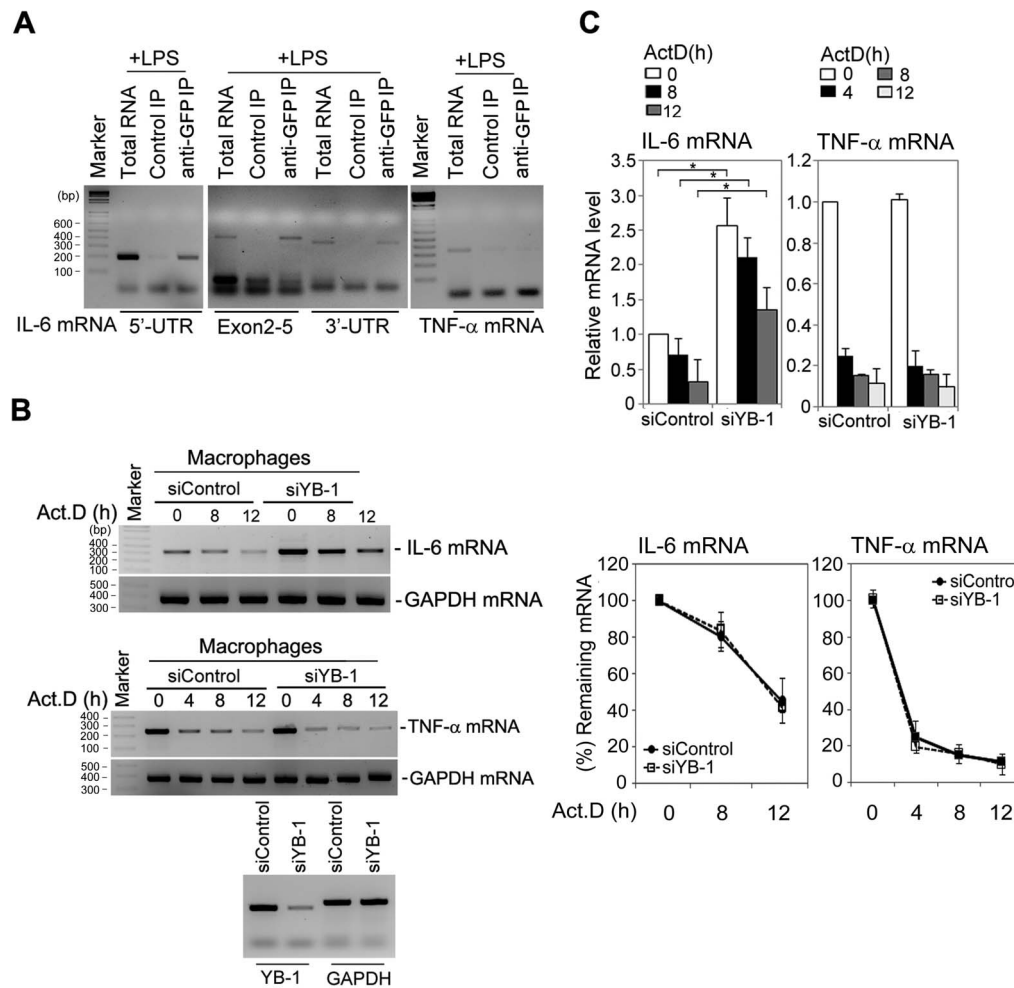 A
+LPS +LPS +LPS
Marker Total RNA Control IP anti-GFP IP Total RNA Control IP anti-GFP IP Total RNA Control IP anti-GFP IP Marker Total RNA Control IP anti-GFP IP
(bp)
600
400
300
200
100
IL-6 mRNA 5'-UTR Exon2-5 3'-UTR TNF-α mRNA
B
Macrophages
Marker siControl siYB-1
Act.D (h) 0 8 12 0 8 12
(bp)
400
300
200
100
- IL-6 mRNA
500
400
300
-GAPDH mRNA
Macrophages
Marker siControl siYB-1
Act.D (h) 0 4 8 12 0 4 8 12
400
300
200
100
-TNF-α mRNA
500
400
300
-GAPDH mRNA
siControl siYB-1 siControl siYB-1
YB-1 GAPDH
C
ActD(h) ActD(h)
0 0 8
8 4 12
12
IL-6 mRNA TNF-α mRNA
Relative mRNA level
3.5
3.0
2.5
2.0
1.5
1.0
0.5
0
* * *
siControl siYB-1
1.2
1.0
0.8
0.6
0.4
0.2
0
siControl siYB-1
IL-6 mRNA TNF-α mRNA
(%) Remaining mRNA
120
100
80
60
40
20
0
siControl
siYB-1
120
100
80
60
40
20
0
siControl
siYB-1
Act.D (h) 0 8 12 0 4 8 12